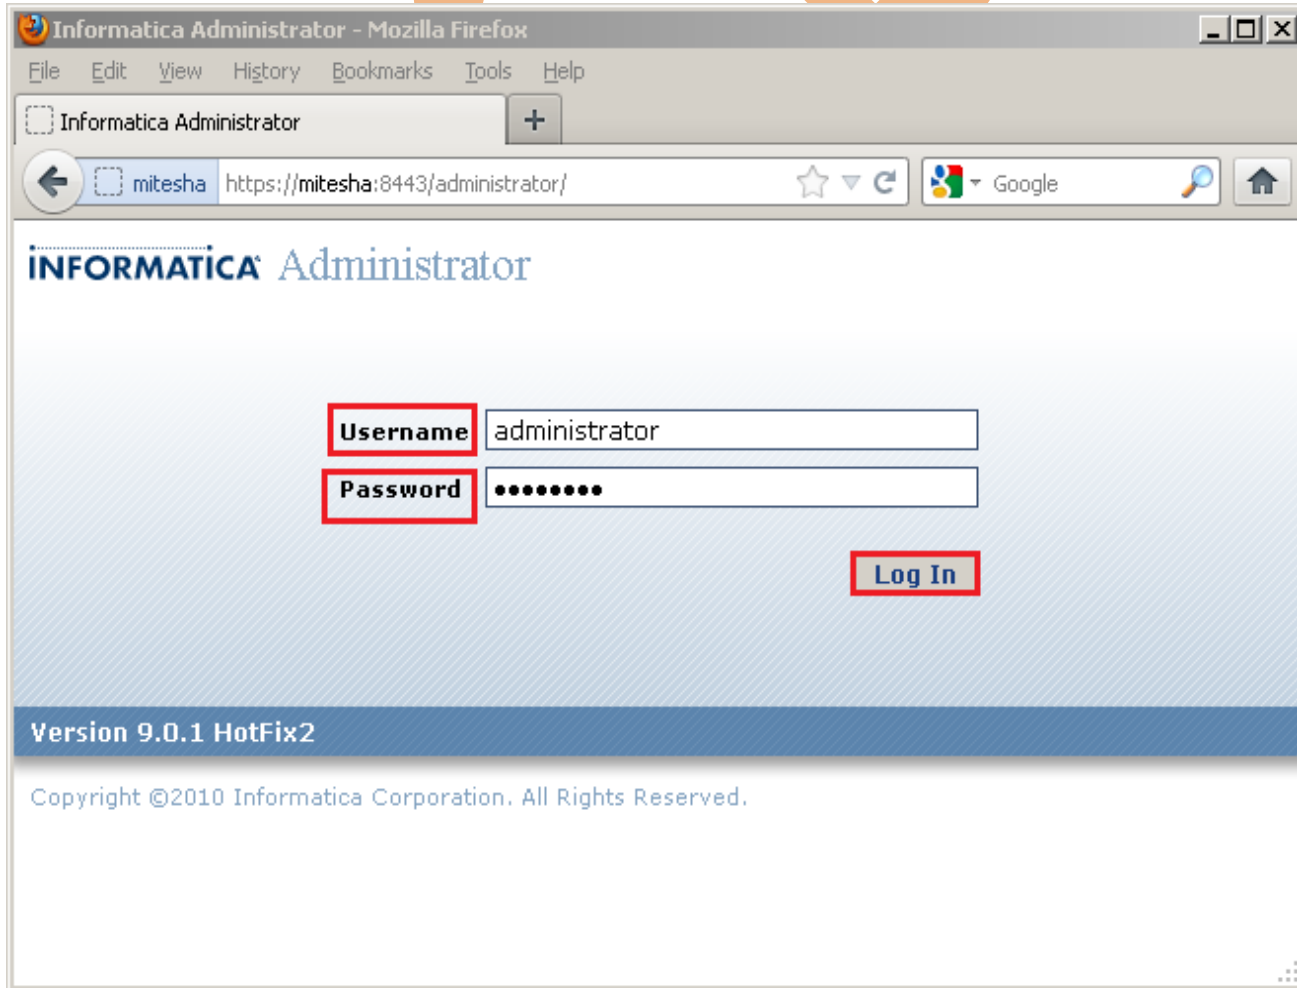 Informatica Administrator - Mozilla Firefox
File Edit View History Bookmarks Tools Help
Informatica Administrator
mitesha https://mitesha:8443/administrator/ Google
INFORMATICA Administrator
Username administrator
Password ••••••••
Log In
Version 9.0.1 HotFix2
Copyright ©2010 Informatica Corporation. All Rights Reserved.